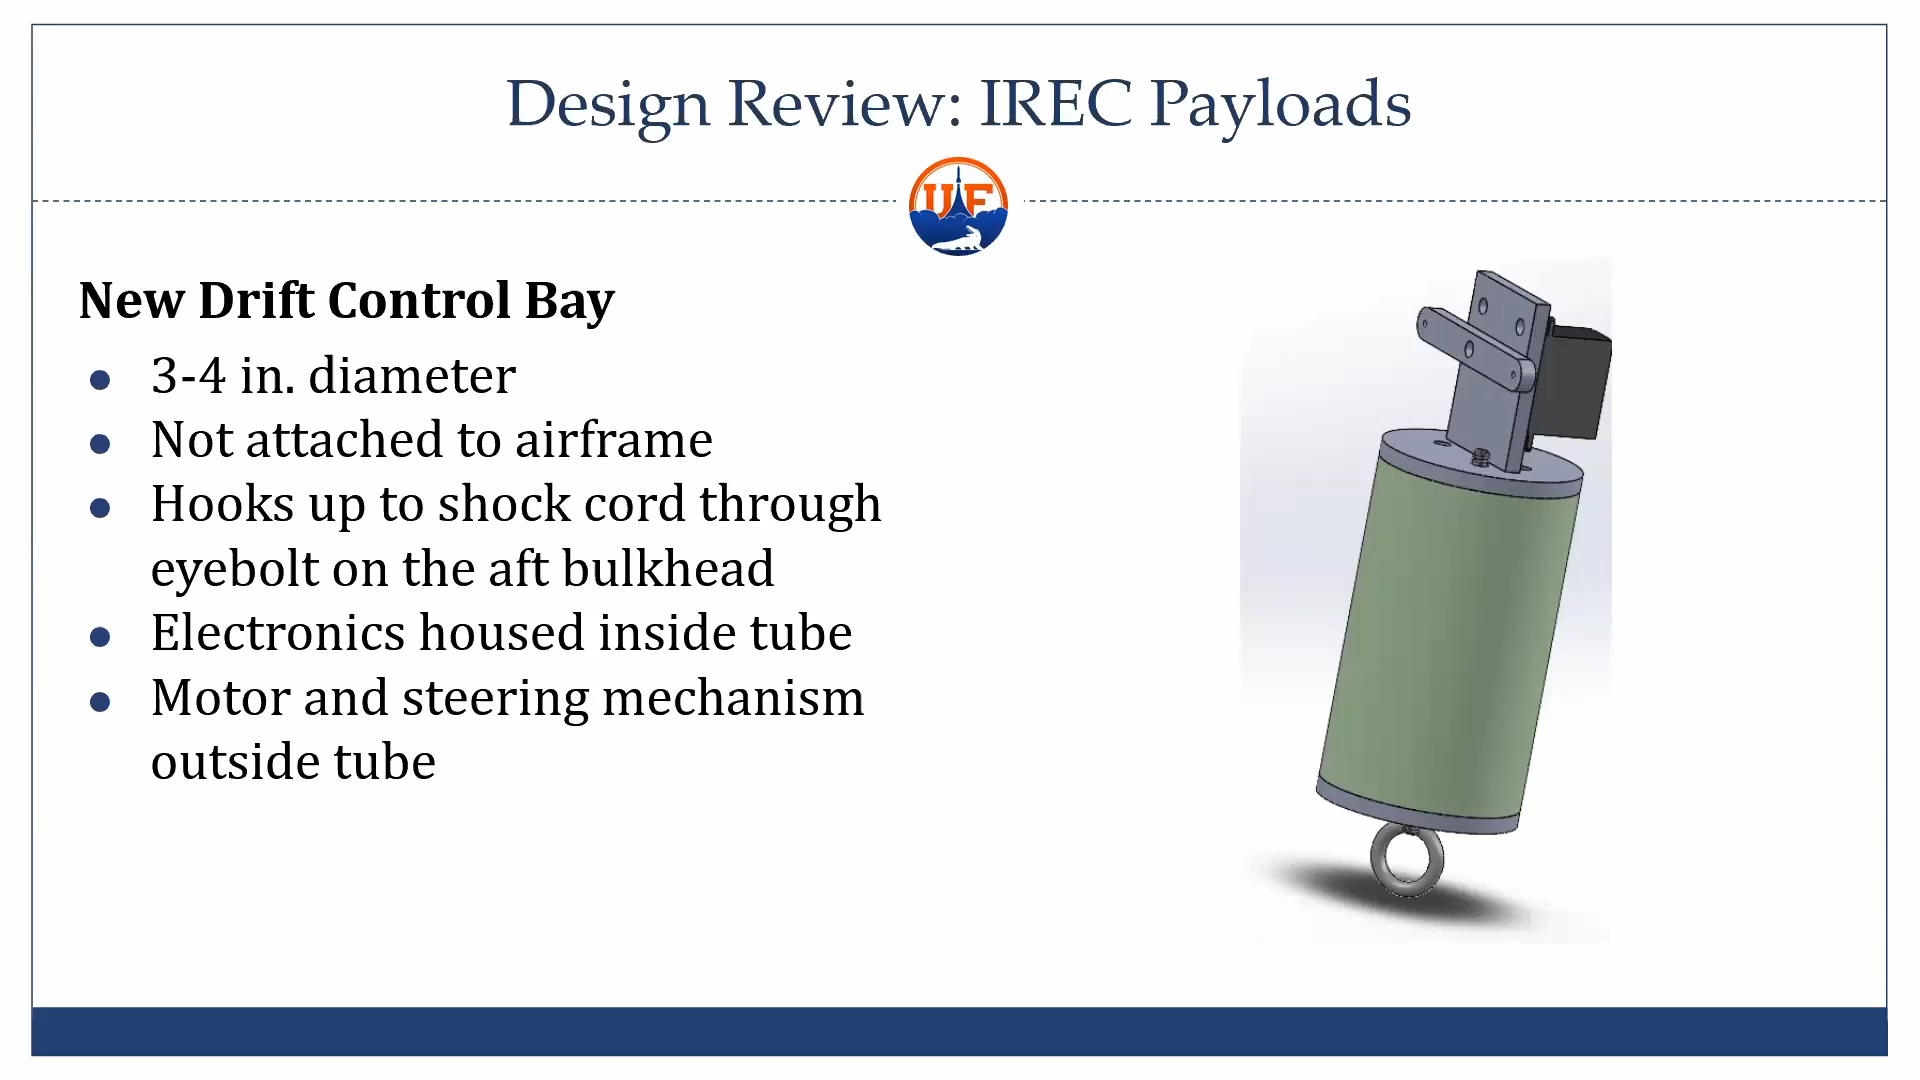 Design Review: IREC Payloads
UF
New Drift Control Bay
● 3-4 in. diameter
● Not attached to airframe
● Hooks up to shock cord through
eyebolt on the aft bulkhead
● Electronics housed inside tube
● Motor and steering mechanism
outside tube